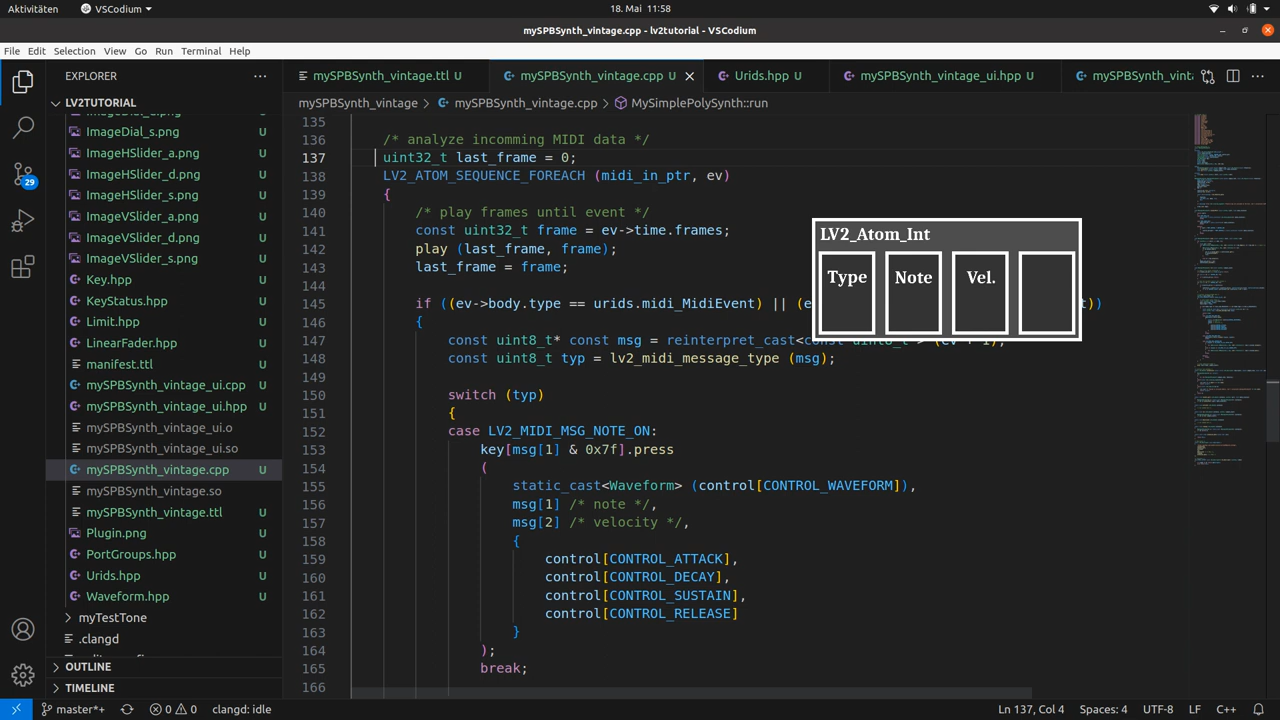 Aktivitäten
VSCodium
18. Mai 11:58
mySPBSynth_vintage.cpp - lv2tutorial - VSCodium
File Edit Selection View Go Run Terminal Help
EXPLORER
LV2TUTORIAL
ImageDial_s.png U
ImageHSlider_a.png U
ImageHSlider_d.png U
ImageHSlider_s.png U
ImageVSlider_a.png U
ImageVSlider_d.png U
ImageVSlider_s.png U
Key.hpp U
KeyStatus.hpp U
Limit.hpp U
LinearFader.hpp U
manifest.ttl U
mySPBSynth_vintage_ui.cpp U
mySPBSynth_vintage_ui.hpp U
mySPBSynth_vintage_ui.o
mySPBSynth_vintage_ui.so
mySPBSynth_vintage.cpp U
mySPBSynth_vintage.so
mySPBSynth_vintage.ttl U
Plugin.png U
PortGroups.hpp U
Urids.hpp U
Waveform.hpp U
myTestTone
.clangd
OUTLINE
TIMELINE
29
mySPBSynth_vintage.ttl U
mySPBSynth_vintage.cpp U
Urids.hpp U
mySPBSynth_vintage_ui.hpp U
mySPBSynth_vinta
mySPBSynth_vintage > mySPBSynth_vintage.cpp > MySimplePolySynth::run
135
136 /* analyze incomming MIDI data */
137 uint32_t last_frame = 0;
138 LV2_ATOM_SEQUENCE_FOREACH (midi_in_ptr, ev)
139 {
140 /* play frames until event */
141 const uint32_t frame = ev->time.frames;
142 play (last_frame, frame);
143 last_frame = frame;
144
145 if ((ev->body.type == urids.midi_MidiEvent) || (e t))
146 {
147 const uint8_t* const msg = reinterpret_cast<const uint8_t*> (ev + 1);
148 const uint8_t typ = lv2_midi_message_type (msg);
149
150 switch (typ)
151 {
152 case LV2_MIDI_MSG_NOTE_ON:
153 key[msg[1] & 0x7f].press
154 (
155 static_cast<Waveform> (control[CONTROL_WAVEFORM]),
156 msg[1] /* note */,
157 msg[2] /* velocity */,
158 {
159 control[CONTROL_ATTACK],
160 control[CONTROL_DECAY],
161 control[CONTROL_SUSTAIN],
162 control[CONTROL_RELEASE]
163 }
164 );
165 break;
166
LV2_Atom_Int
Type Note Vel.
master*+ 0 0 clangd: idle
Ln 137, Col 4 Spaces: 4 UTF-8 LF C++